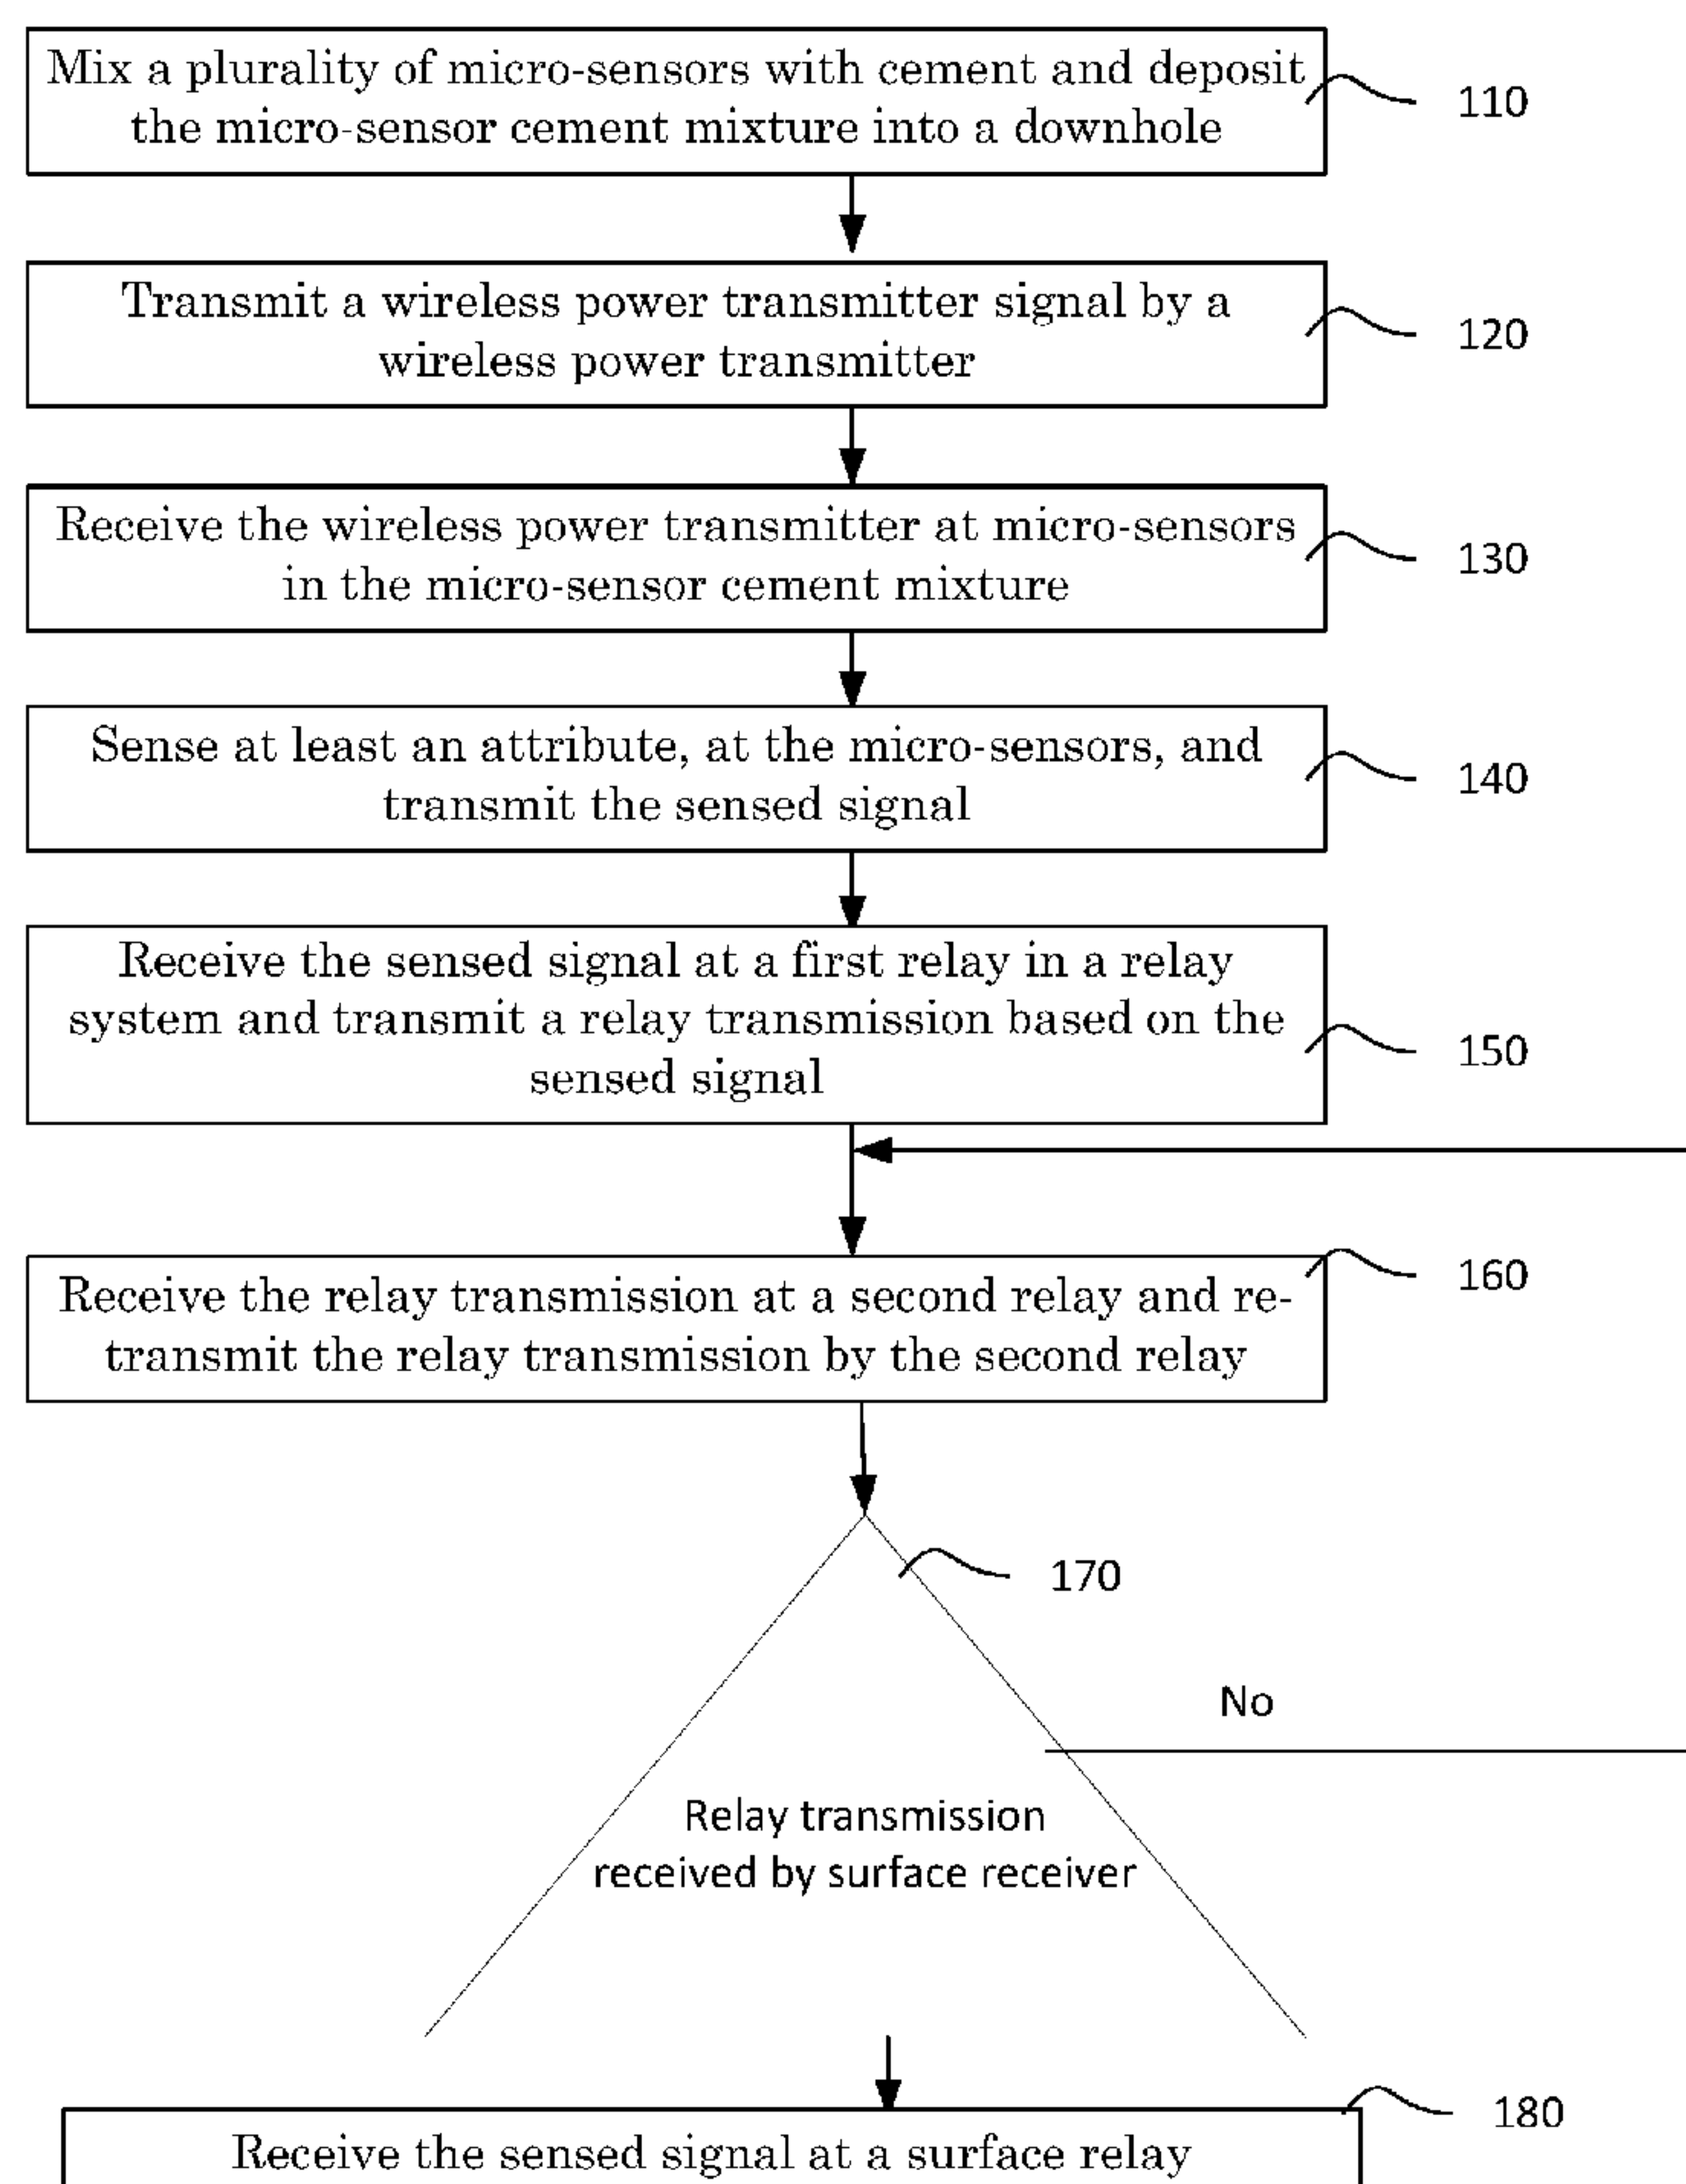 Mix a plurality of micro-sensors with cement and deposit
the micro-sensor cement mixture into a downhole
110
Transmit a wireless power transmitter signal by a
wireless power transmitter
120
Receive the wireless power transmitter at micro-sensors
in the micro-sensor cement mixture
130
Sense at least an attribute, at the micro-sensors, and
transmit the sensed signal
140
Receive the sensed signal at a first relay in a relay
system and transmit a relay transmission based on the
sensed signal
150
Receive the relay transmission at a second relay and re-
transmit the relay transmission by the second relay
160
170
No
Relay transmission
received by surface receiver
180
Receive the sensed signal at a surface relay